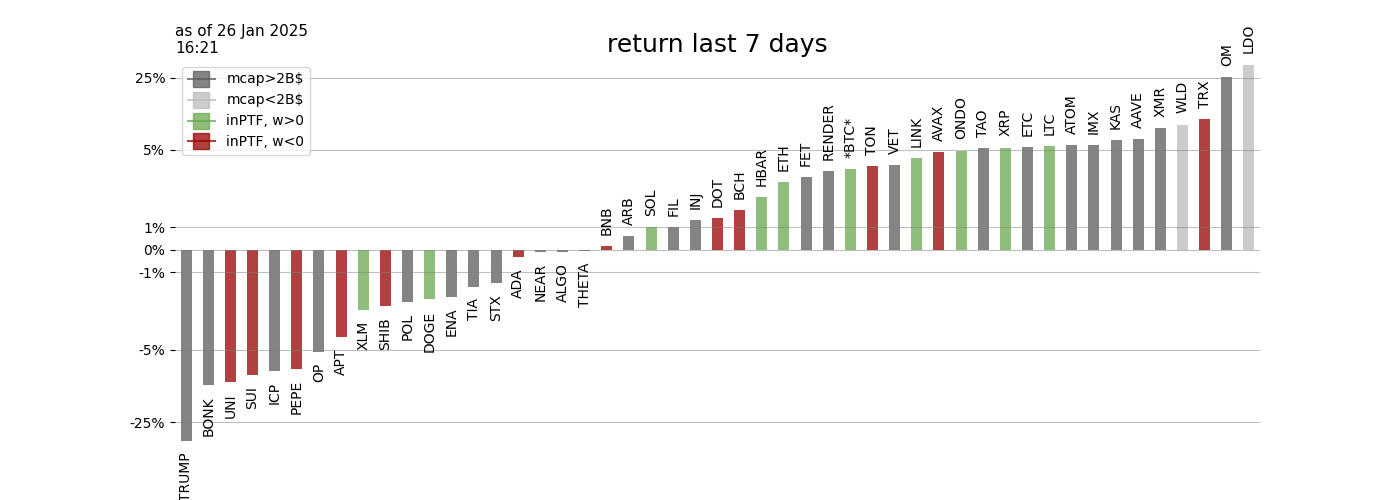 as of 26 Jan 2025
16:21
return last 7 days
mcap>2B$
mcap<2B$
inPTF, w>0
inPTF, w<0
25%
5%
1%
0%
-1%
-5%
-25%
TRUMP
BONK
UNI
SUI
ICP
PEPE
OP
APT
XLM
SHIB
POL
DOGE
ENA
TIA
STX
ADA
NEAR
ALGO
THETA
BNB
ARB
SOL
FIL
INJ
DOT
BCH
HBAR
ETH
FET
RENDER
*BTC*
TON
VET
LINK
AVAX
ONDO
TAO
XRP
ETC
LTC
ATOM
IMX
KAS
AAVE
XMR
WLD
TRX
OM
LDO